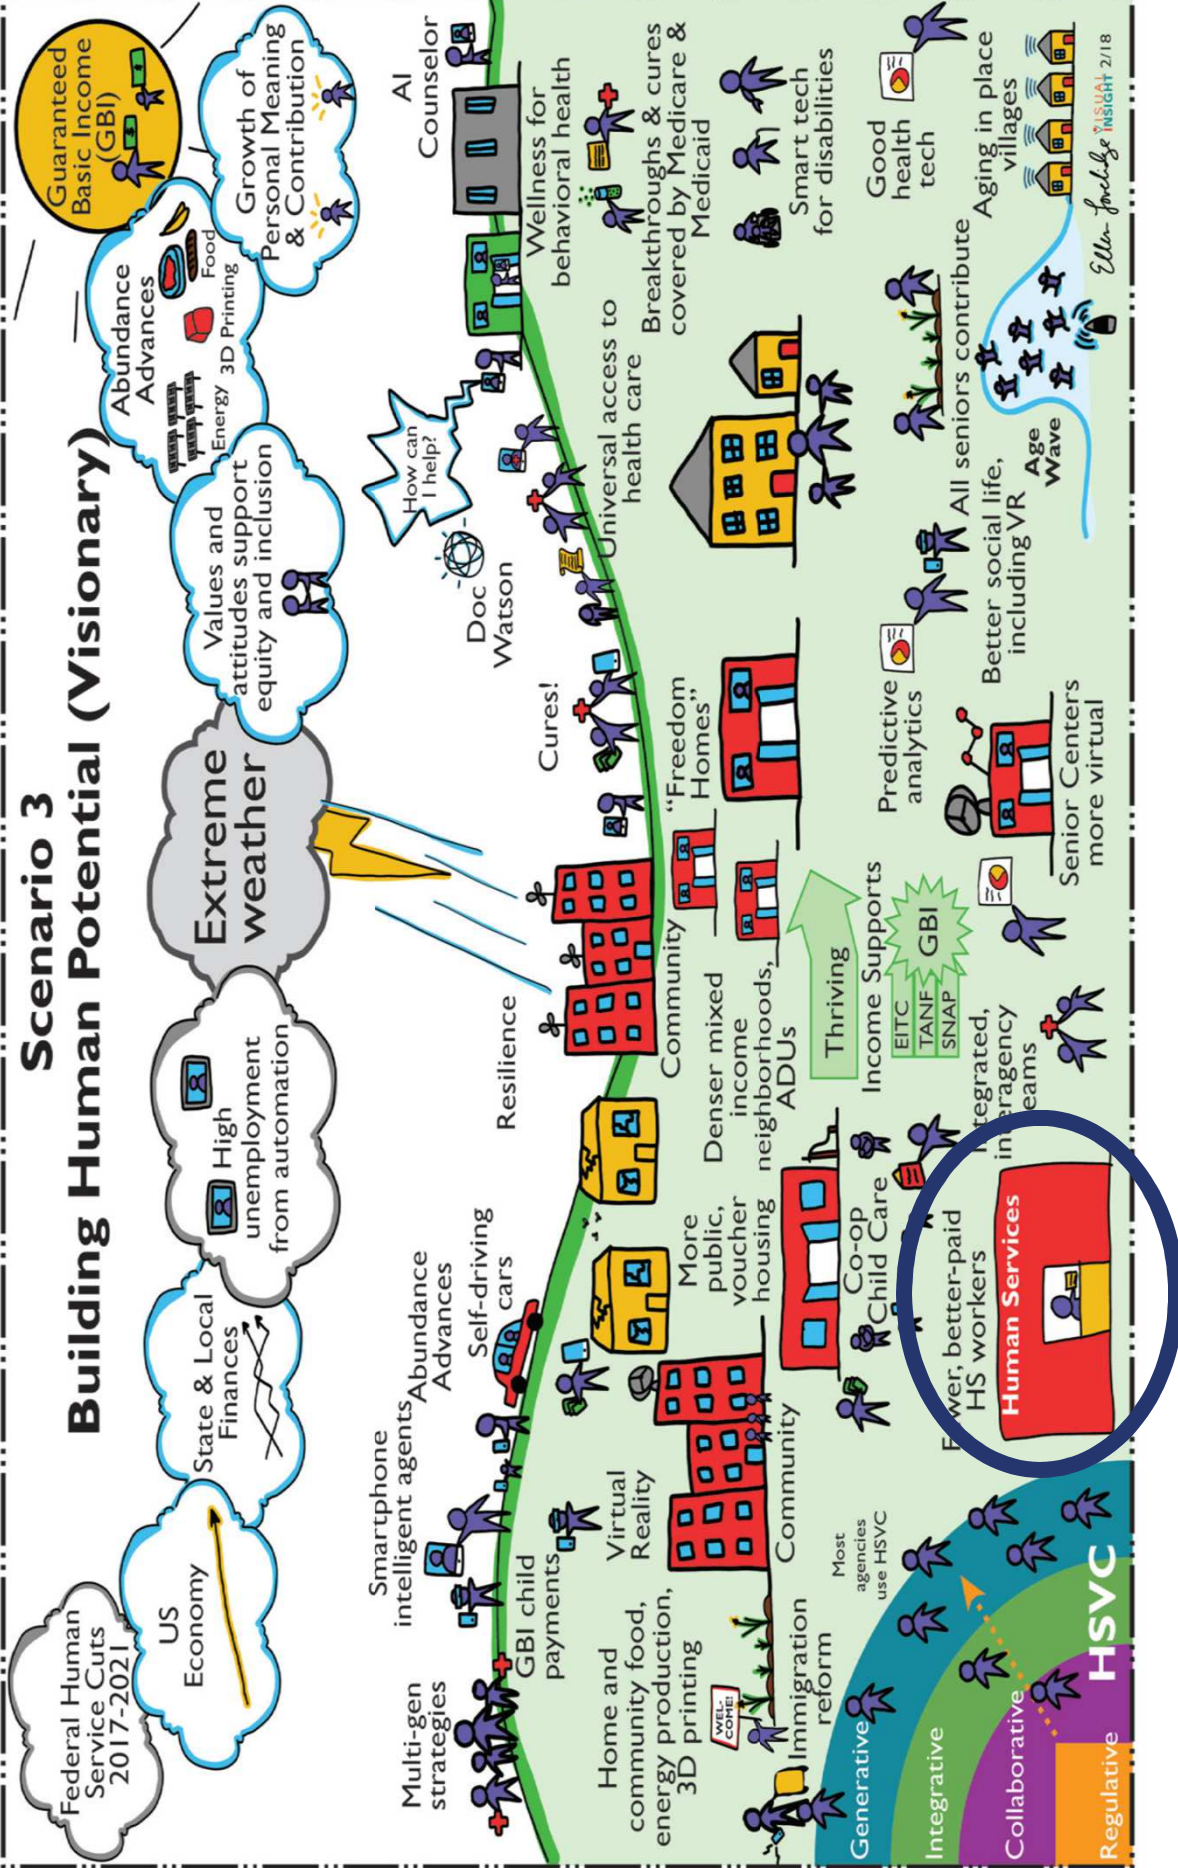 Scenario 3
Building Human Potential (Visionary)
Federal Human
Service Cuts
2017-2021
US
Economy
State & Local
Finances
High
unemployment
from automation
Extreme
weather
Values and
attitudes support
equity and inclusion
Abundance
Advances
Energy
3D Printing
Food
Guaranteed
Basic Income
(GBI)
$
$
Growth of
Personal Meaning
& Contribution
Multi-gen
strategies
Smartphone
intelligent agents
Abundance
Advances
Self-driving
cars
Resilience
Cures!
Doc
Watson
How can
I help?
AI
Counselor
GBI child
payments
Virtual
Reality
Home and
community food,
energy production,
3D printing
WEL-
COME!
Immigration
reform
Community
More
public,
voucher
housing
Community
Denser mixed
income
neighborhoods,
ADUs
"Freedom
Homes"
Universal access to
health care
Wellness for
behavioral health
Breakthroughs & cures
covered by Medicare &
Medicaid
Smart tech
for disabilities
Co-op
Child Care
Thriving
Income Supports
EITC
TANF
SNAP
GBI
Predictive
analytics
Good
health
tech
Most
agencies
use HSVC
Generative
Integrative
Collaborative
Regulative
HSVC
better-paid
HS workers
Human Services
teams
Senior Centers
more virtual
Better social life,
including VR
All seniors contribute
Age
Wave
Aging in place
villages
Ellen Lovelidge
VISUAL
INSIGHT
2/18